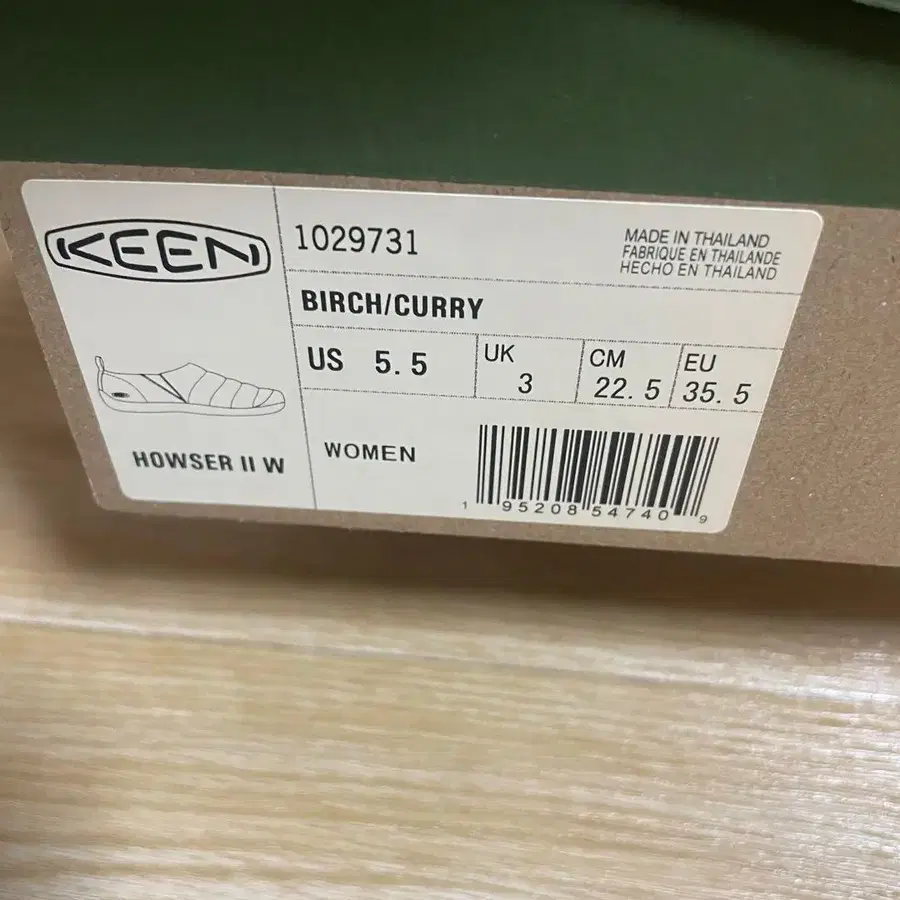 KEEN
HOWSER II W
1029731
MADE IN THAILAND
FABRIQUE EN THAILANDE
HECHO EN THAILAND
BIRCH/CURRY
US 5.5
UK 3
CM 22.5
EU 35.5
WOMEN
1 95208 54740 9